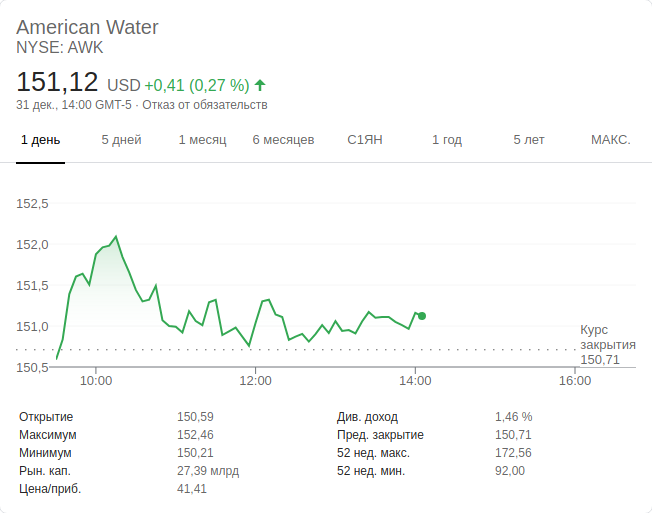 American Water
NYSE: AWK
151,12 USD +0,41 (0,27 %)
31 дек., 14:00 GMT-5 · Отказ от обязательств
1 день 5 дней 1 месяц 6 месяцев С1ЯН 1 год 5 лет МАКС.
152,5
152,0
151,5
151,0
150,5
Курс
закрытия
150,71
10:00 12:00 14:00 16:00
Открытие 150,59 Див. доход 1,46 %
Максимум 152,46 Пред. закрытие 150,71
Минимум 150,21 52 нед. макс. 172,56
Рын. кап. 27,39 млрд 52 нед. мин. 92,00
Цена/приб. 41,41